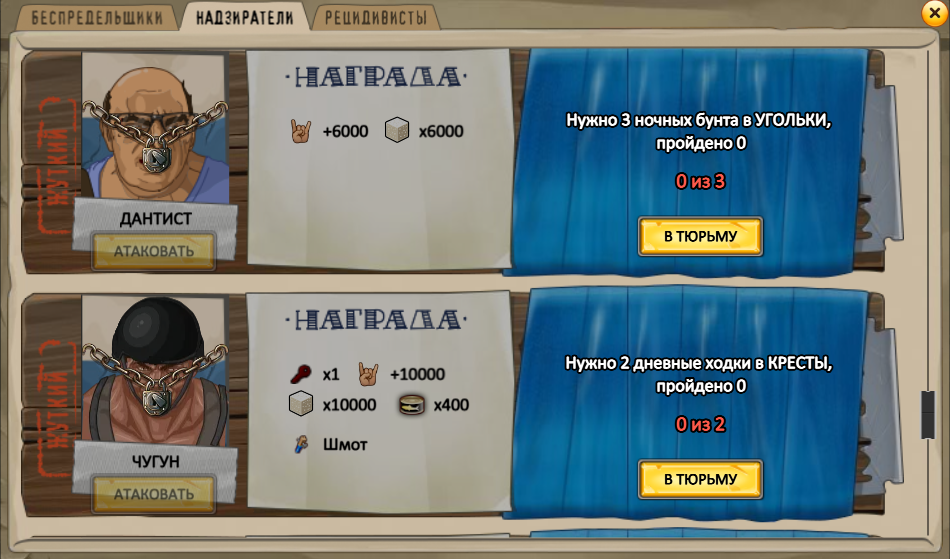 БЕСПРЕДЕЛЬЩИКИ
НАДЗИРАТЕЛИ
РЕЦИДИВИСТЫ
ЖУТКИЙ
ДАНТИСТ
АТАКОВАТЬ
НАГРАДА
+6000
x6000
Нужно 3 ночных бунта в УГОЛЬКИ,
пройдено 0
0 из 3
В ТЮРЬМУ
ЖУТКИЙ
ЧУГУН
АТАКОВАТЬ
НАГРАДА
x1
+10000
x10000
x400
Шмот
Нужно 2 дневные ходки в КРЕСТЫ,
пройдено 0
0 из 2
В ТЮРЬМУ